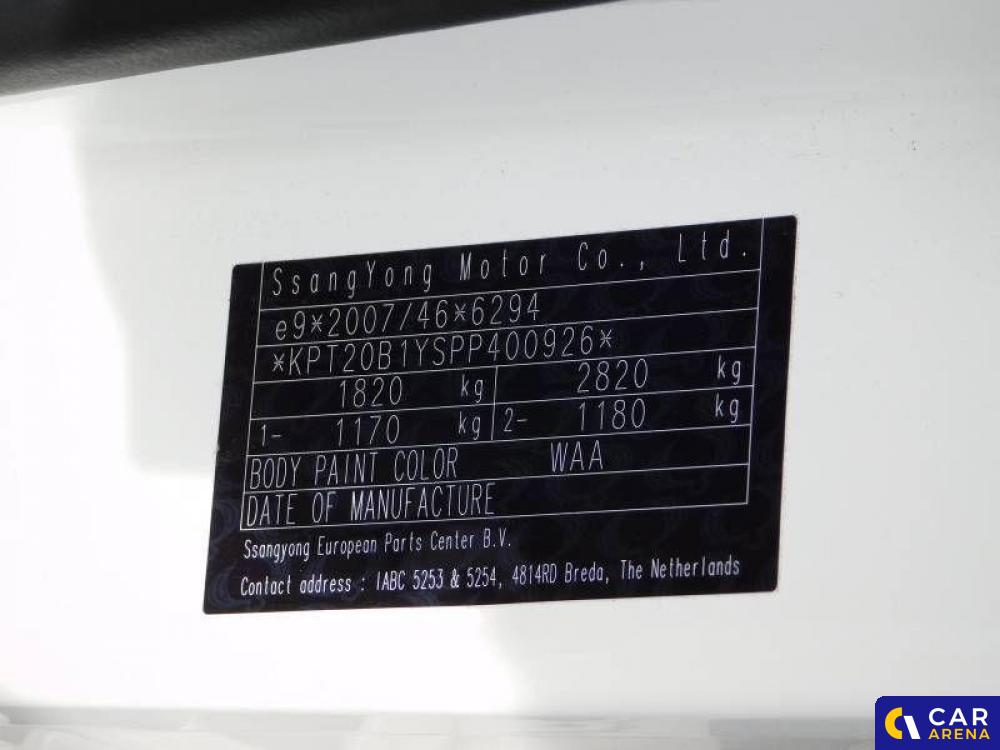 SsangYong Motor Co., Ltd.
e9*2007/46*6294
*KPT20B1YSPP400926*
1820 kg 2820 kg
1- 1170 kg 2- 1180 kg
BODY PAINT COLOR WAA
DATE OF MANUFACTURE
Ssangyong European Parts Center B.V.
Contact address : IABC 5253 & 5254, 4814RD Breda, The Netherlands
CAR
ARENA